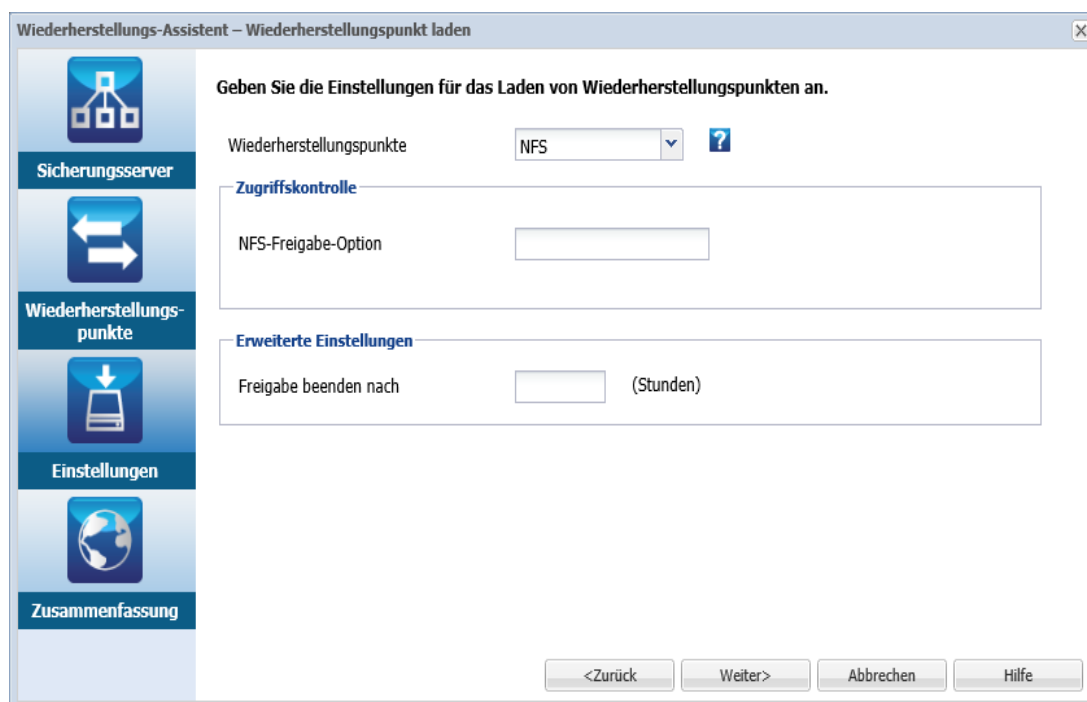 Wiederherstellungs-Assistent – Wiederherstellungspunkt laden
Sicherungsserver
Wiederherstellungs-
punkte
Einstellungen
Zusammenfassung
Geben Sie die Einstellungen für das Laden von Wiederherstellungspunkten an.
Wiederherstellungspunkte NFS ?
Zugriffskontrolle
NFS-Freigabe-Option
Erweiterte Einstellungen
Freigabe beenden nach (Stunden)
<Zurück Weiter> Abbrechen Hilfe